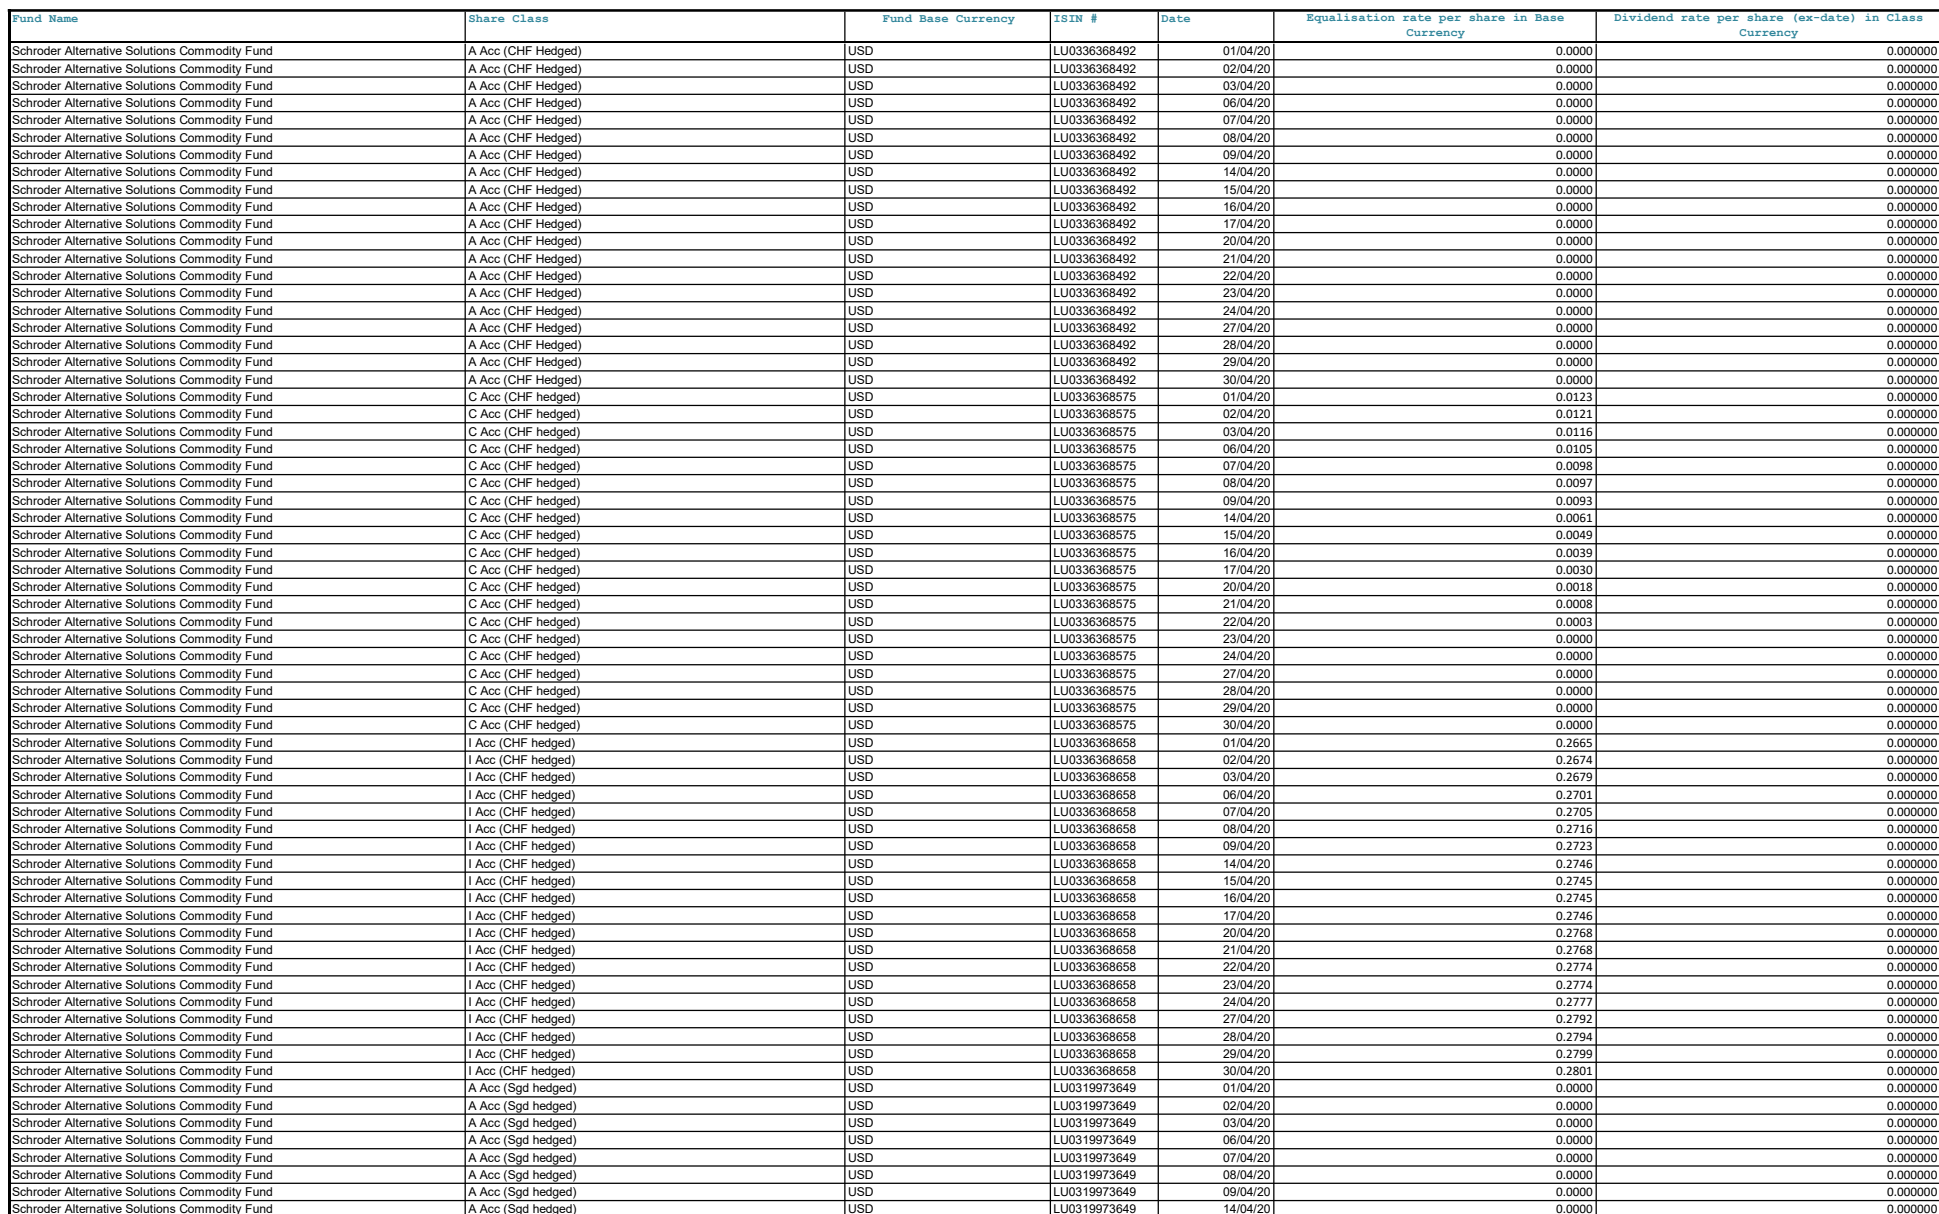 Fund Name Share Class Fund Base Currency ISIN # Date Equalisation rate per share in Base Currency Dividend rate per share (ex-date) in Class Currency
Schroder Alternative Solutions Commodity Fund A Acc (CHF Hedged) USD LU0336368492 01/04/20 0.0000 0.000000
Schroder Alternative Solutions Commodity Fund A Acc (CHF Hedged) USD LU0336368492 02/04/20 0.0000 0.000000
Schroder Alternative Solutions Commodity Fund A Acc (CHF Hedged) USD LU0336368492 03/04/20 0.0000 0.000000
Schroder Alternative Solutions Commodity Fund A Acc (CHF Hedged) USD LU0336368492 06/04/20 0.0000 0.000000
Schroder Alternative Solutions Commodity Fund A Acc (CHF Hedged) USD LU0336368492 07/04/20 0.0000 0.000000
Schroder Alternative Solutions Commodity Fund A Acc (CHF Hedged) USD LU0336368492 08/04/20 0.0000 0.000000
Schroder Alternative Solutions Commodity Fund A Acc (CHF Hedged) USD LU0336368492 09/04/20 0.0000 0.000000
Schroder Alternative Solutions Commodity Fund A Acc (CHF Hedged) USD LU0336368492 14/04/20 0.0000 0.000000
Schroder Alternative Solutions Commodity Fund A Acc (CHF Hedged) USD LU0336368492 15/04/20 0.0000 0.000000
Schroder Alternative Solutions Commodity Fund A Acc (CHF Hedged) USD LU0336368492 16/04/20 0.0000 0.000000
Schroder Alternative Solutions Commodity Fund A Acc (CHF Hedged) USD LU0336368492 17/04/20 0.0000 0.000000
Schroder Alternative Solutions Commodity Fund A Acc (CHF Hedged) USD LU0336368492 20/04/20 0.0000 0.000000
Schroder Alternative Solutions Commodity Fund A Acc (CHF Hedged) USD LU0336368492 21/04/20 0.0000 0.000000
Schroder Alternative Solutions Commodity Fund A Acc (CHF Hedged) USD LU0336368492 22/04/20 0.0000 0.000000
Schroder Alternative Solutions Commodity Fund A Acc (CHF Hedged) USD LU0336368492 23/04/20 0.0000 0.000000
Schroder Alternative Solutions Commodity Fund A Acc (CHF Hedged) USD LU0336368492 24/04/20 0.0000 0.000000
Schroder Alternative Solutions Commodity Fund A Acc (CHF Hedged) USD LU0336368492 27/04/20 0.0000 0.000000
Schroder Alternative Solutions Commodity Fund A Acc (CHF Hedged) USD LU0336368492 28/04/20 0.0000 0.000000
Schroder Alternative Solutions Commodity Fund A Acc (CHF Hedged) USD LU0336368492 29/04/20 0.0000 0.000000
Schroder Alternative Solutions Commodity Fund A Acc (CHF Hedged) USD LU0336368492 30/04/20 0.0000 0.000000
Schroder Alternative Solutions Commodity Fund C Acc (CHF hedged) USD LU0336368575 01/04/20 0.0123 0.000000
Schroder Alternative Solutions Commodity Fund C Acc (CHF hedged) USD LU0336368575 02/04/20 0.0121 0.000000
Schroder Alternative Solutions Commodity Fund C Acc (CHF hedged) USD LU0336368575 03/04/20 0.0116 0.000000
Schroder Alternative Solutions Commodity Fund C Acc (CHF hedged) USD LU0336368575 06/04/20 0.0105 0.000000
Schroder Alternative Solutions Commodity Fund C Acc (CHF hedged) USD LU0336368575 07/04/20 0.0098 0.000000
Schroder Alternative Solutions Commodity Fund C Acc (CHF hedged) USD LU0336368575 08/04/20 0.0097 0.000000
Schroder Alternative Solutions Commodity Fund C Acc (CHF hedged) USD LU0336368575 09/04/20 0.0093 0.000000
Schroder Alternative Solutions Commodity Fund C Acc (CHF hedged) USD LU0336368575 14/04/20 0.0061 0.000000
Schroder Alternative Solutions Commodity Fund C Acc (CHF hedged) USD LU0336368575 15/04/20 0.0049 0.000000
Schroder Alternative Solutions Commodity Fund C Acc (CHF hedged) USD LU0336368575 16/04/20 0.0039 0.000000
Schroder Alternative Solutions Commodity Fund C Acc (CHF hedged) USD LU0336368575 17/04/20 0.0030 0.000000
Schroder Alternative Solutions Commodity Fund C Acc (CHF hedged) USD LU0336368575 20/04/20 0.0018 0.000000
Schroder Alternative Solutions Commodity Fund C Acc (CHF hedged) USD LU0336368575 21/04/20 0.0008 0.000000
Schroder Alternative Solutions Commodity Fund C Acc (CHF hedged) USD LU0336368575 22/04/20 0.0003 0.000000
Schroder Alternative Solutions Commodity Fund C Acc (CHF hedged) USD LU0336368575 23/04/20 0.0000 0.000000
Schroder Alternative Solutions Commodity Fund C Acc (CHF hedged) USD LU0336368575 24/04/20 0.0000 0.000000
Schroder Alternative Solutions Commodity Fund C Acc (CHF hedged) USD LU0336368575 27/04/20 0.0000 0.000000
Schroder Alternative Solutions Commodity Fund C Acc (CHF hedged) USD LU0336368575 28/04/20 0.0000 0.000000
Schroder Alternative Solutions Commodity Fund C Acc (CHF hedged) USD LU0336368575 29/04/20 0.0000 0.000000
Schroder Alternative Solutions Commodity Fund C Acc (CHF hedged) USD LU0336368575 30/04/20 0.0000 0.000000
Schroder Alternative Solutions Commodity Fund I Acc (CHF hedged) USD LU0336368658 01/04/20 0.2665 0.000000
Schroder Alternative Solutions Commodity Fund I Acc (CHF hedged) USD LU0336368658 02/04/20 0.2674 0.000000
Schroder Alternative Solutions Commodity Fund I Acc (CHF hedged) USD LU0336368658 03/04/20 0.2679 0.000000
Schroder Alternative Solutions Commodity Fund I Acc (CHF hedged) USD LU0336368658 06/04/20 0.2701 0.000000
Schroder Alternative Solutions Commodity Fund I Acc (CHF hedged) USD LU0336368658 07/04/20 0.2705 0.000000
Schroder Alternative Solutions Commodity Fund I Acc (CHF hedged) USD LU0336368658 08/04/20 0.2716 0.000000
Schroder Alternative Solutions Commodity Fund I Acc (CHF hedged) USD LU0336368658 09/04/20 0.2723 0.000000
Schroder Alternative Solutions Commodity Fund I Acc (CHF hedged) USD LU0336368658 14/04/20 0.2746 0.000000
Schroder Alternative Solutions Commodity Fund I Acc (CHF hedged) USD LU0336368658 15/04/20 0.2745 0.000000
Schroder Alternative Solutions Commodity Fund I Acc (CHF hedged) USD LU0336368658 16/04/20 0.2745 0.000000
Schroder Alternative Solutions Commodity Fund I Acc (CHF hedged) USD LU0336368658 17/04/20 0.2746 0.000000
Schroder Alternative Solutions Commodity Fund I Acc (CHF hedged) USD LU0336368658 20/04/20 0.2768 0.000000
Schroder Alternative Solutions Commodity Fund I Acc (CHF hedged) USD LU0336368658 21/04/20 0.2768 0.000000
Schroder Alternative Solutions Commodity Fund I Acc (CHF hedged) USD LU0336368658 22/04/20 0.2774 0.000000
Schroder Alternative Solutions Commodity Fund I Acc (CHF hedged) USD LU0336368658 23/04/20 0.2774 0.000000
Schroder Alternative Solutions Commodity Fund I Acc (CHF hedged) USD LU0336368658 24/04/20 0.2777 0.000000
Schroder Alternative Solutions Commodity Fund I Acc (CHF hedged) USD LU0336368658 27/04/20 0.2792 0.000000
Schroder Alternative Solutions Commodity Fund I Acc (CHF hedged) USD LU0336368658 28/04/20 0.2794 0.000000
Schroder Alternative Solutions Commodity Fund I Acc (CHF hedged) USD LU0336368658 29/04/20 0.2799 0.000000
Schroder Alternative Solutions Commodity Fund I Acc (CHF hedged) USD LU0336368658 30/04/20 0.2801 0.000000
Schroder Alternative Solutions Commodity Fund A Acc (Sgd hedged) USD LU0319973649 01/04/20 0.0000 0.000000
Schroder Alternative Solutions Commodity Fund A Acc (Sgd hedged) USD LU0319973649 02/04/20 0.0000 0.000000
Schroder Alternative Solutions Commodity Fund A Acc (Sgd hedged) USD LU0319973649 03/04/20 0.0000 0.000000
Schroder Alternative Solutions Commodity Fund A Acc (Sgd hedged) USD LU0319973649 06/04/20 0.0000 0.000000
Schroder Alternative Solutions Commodity Fund A Acc (Sgd hedged) USD LU0319973649 07/04/20 0.0000 0.000000
Schroder Alternative Solutions Commodity Fund A Acc (Sgd hedged) USD LU0319973649 08/04/20 0.0000 0.000000
Schroder Alternative Solutions Commodity Fund A Acc (Sgd hedged) USD LU0319973649 09/04/20 0.0000 0.000000
Schroder Alternative Solutions Commodity Fund A Acc (Sgd hedged) USD LU0319973649 14/04/20 0.0000 0.000000